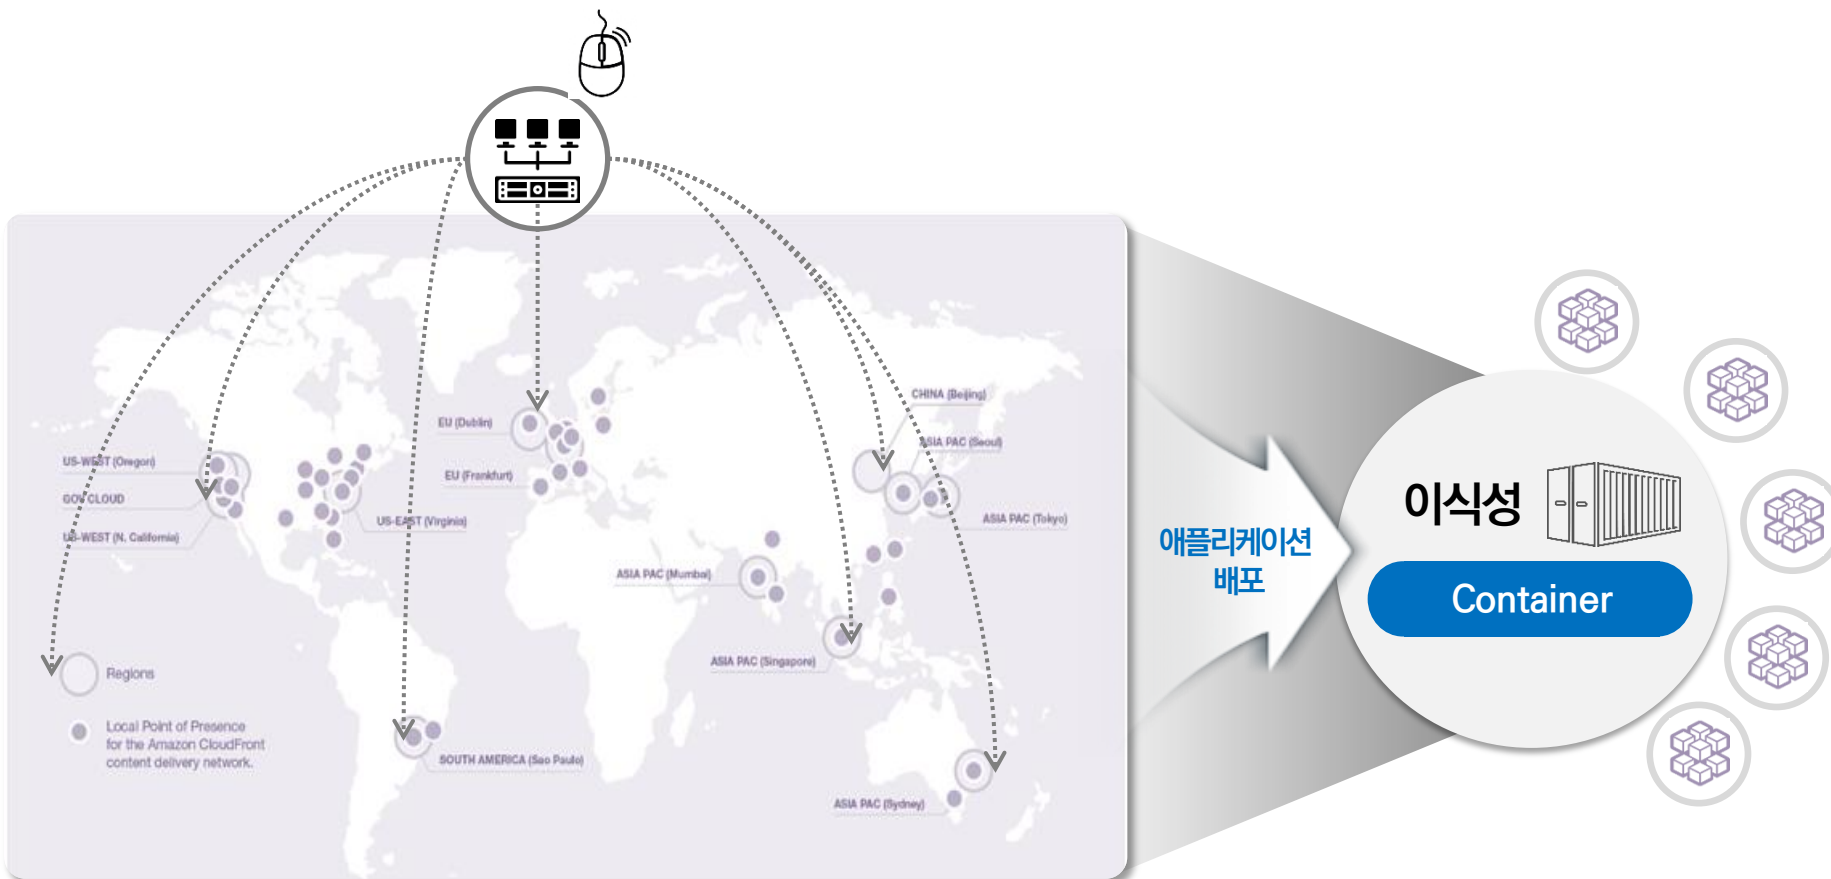 CHINA (Beijing)
EU (Dublin)
ASIA PAC (Seoul)
US-WEST (Oregon)
EU (Frankfurt)
GOV CLOUD
US-EAST (Virginia)
ASIA PAC (Tokyo)
US-WEST (N. California)
ASIA PAC (Mumbai)
ASIA PAC (Singapore)
Regions
Local Point of Presence
for the Amazon CloudFront
content delivery network.
SOUTH AMERICA (Sao Paulo)
ASIA PAC (Sydney)
애플리케이션
배포
이식성
Container